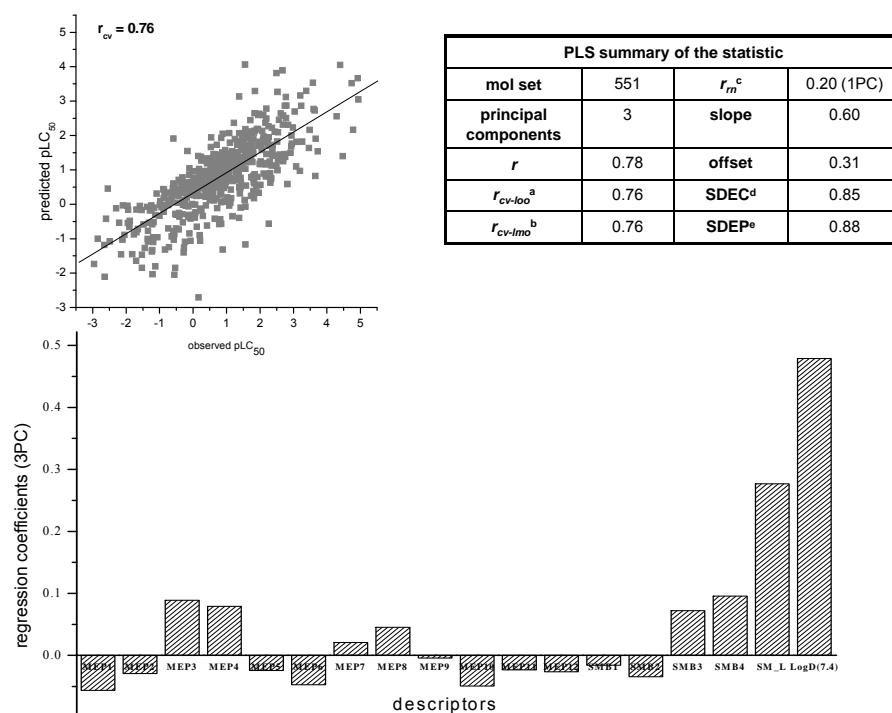 r_cv = 0.76
predicted pLC_50
5
4
3
2
1
0
-1
-2
-3
-3 -2 -1 0 1 2 3 4 5
observed pLC_50
PLS summary of the statistic
mol set 551 r_rn^c 0.20 (1PC)
principal components 3 slope 0.60
r 0.78 offset 0.31
r_cv-loo^a 0.76 SDEC^d 0.85
r_cv-lmo^b 0.76 SDEP^e 0.88
regression coefficients (3PC)
0.5
0.4
0.3
0.2
0.1
0.0
MEP1 MEP2 MEP3 MEP4 MEP5 MEP6 MEP7 MEP8 MEP9 MEP10 MEP11 MEP12 SMB1 SMB2 SMB3 SMB4 SM_L LogD(7.4)
descriptors